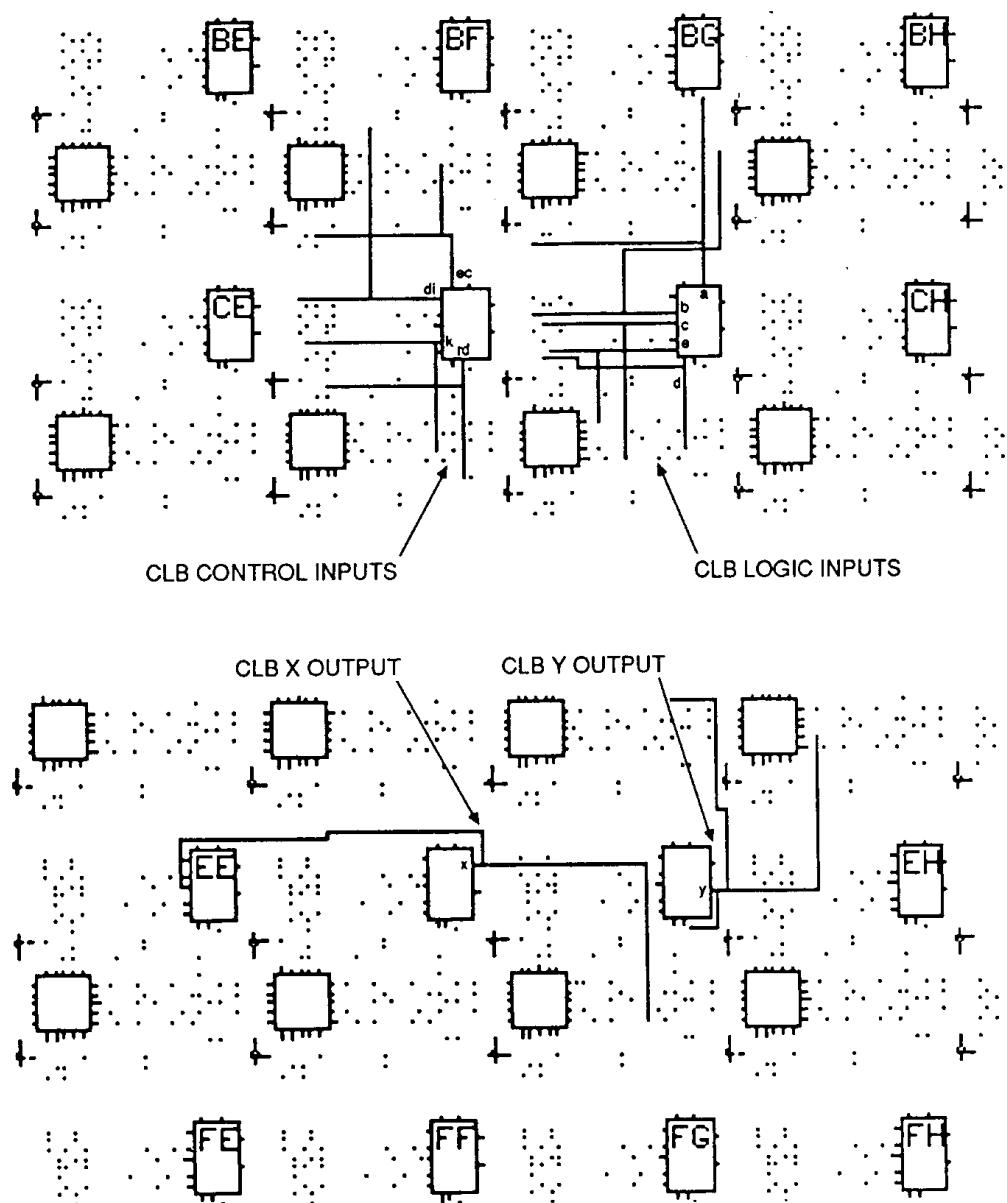 BE BF BG BH
ec
di
a
b
c
CE
CH
k
rd
e
d
CLB CONTROL INPUTS
CLB LOGIC INPUTS
CLB X OUTPUT
CLB Y OUTPUT
x
EE
EH
y
FE FF FG FH